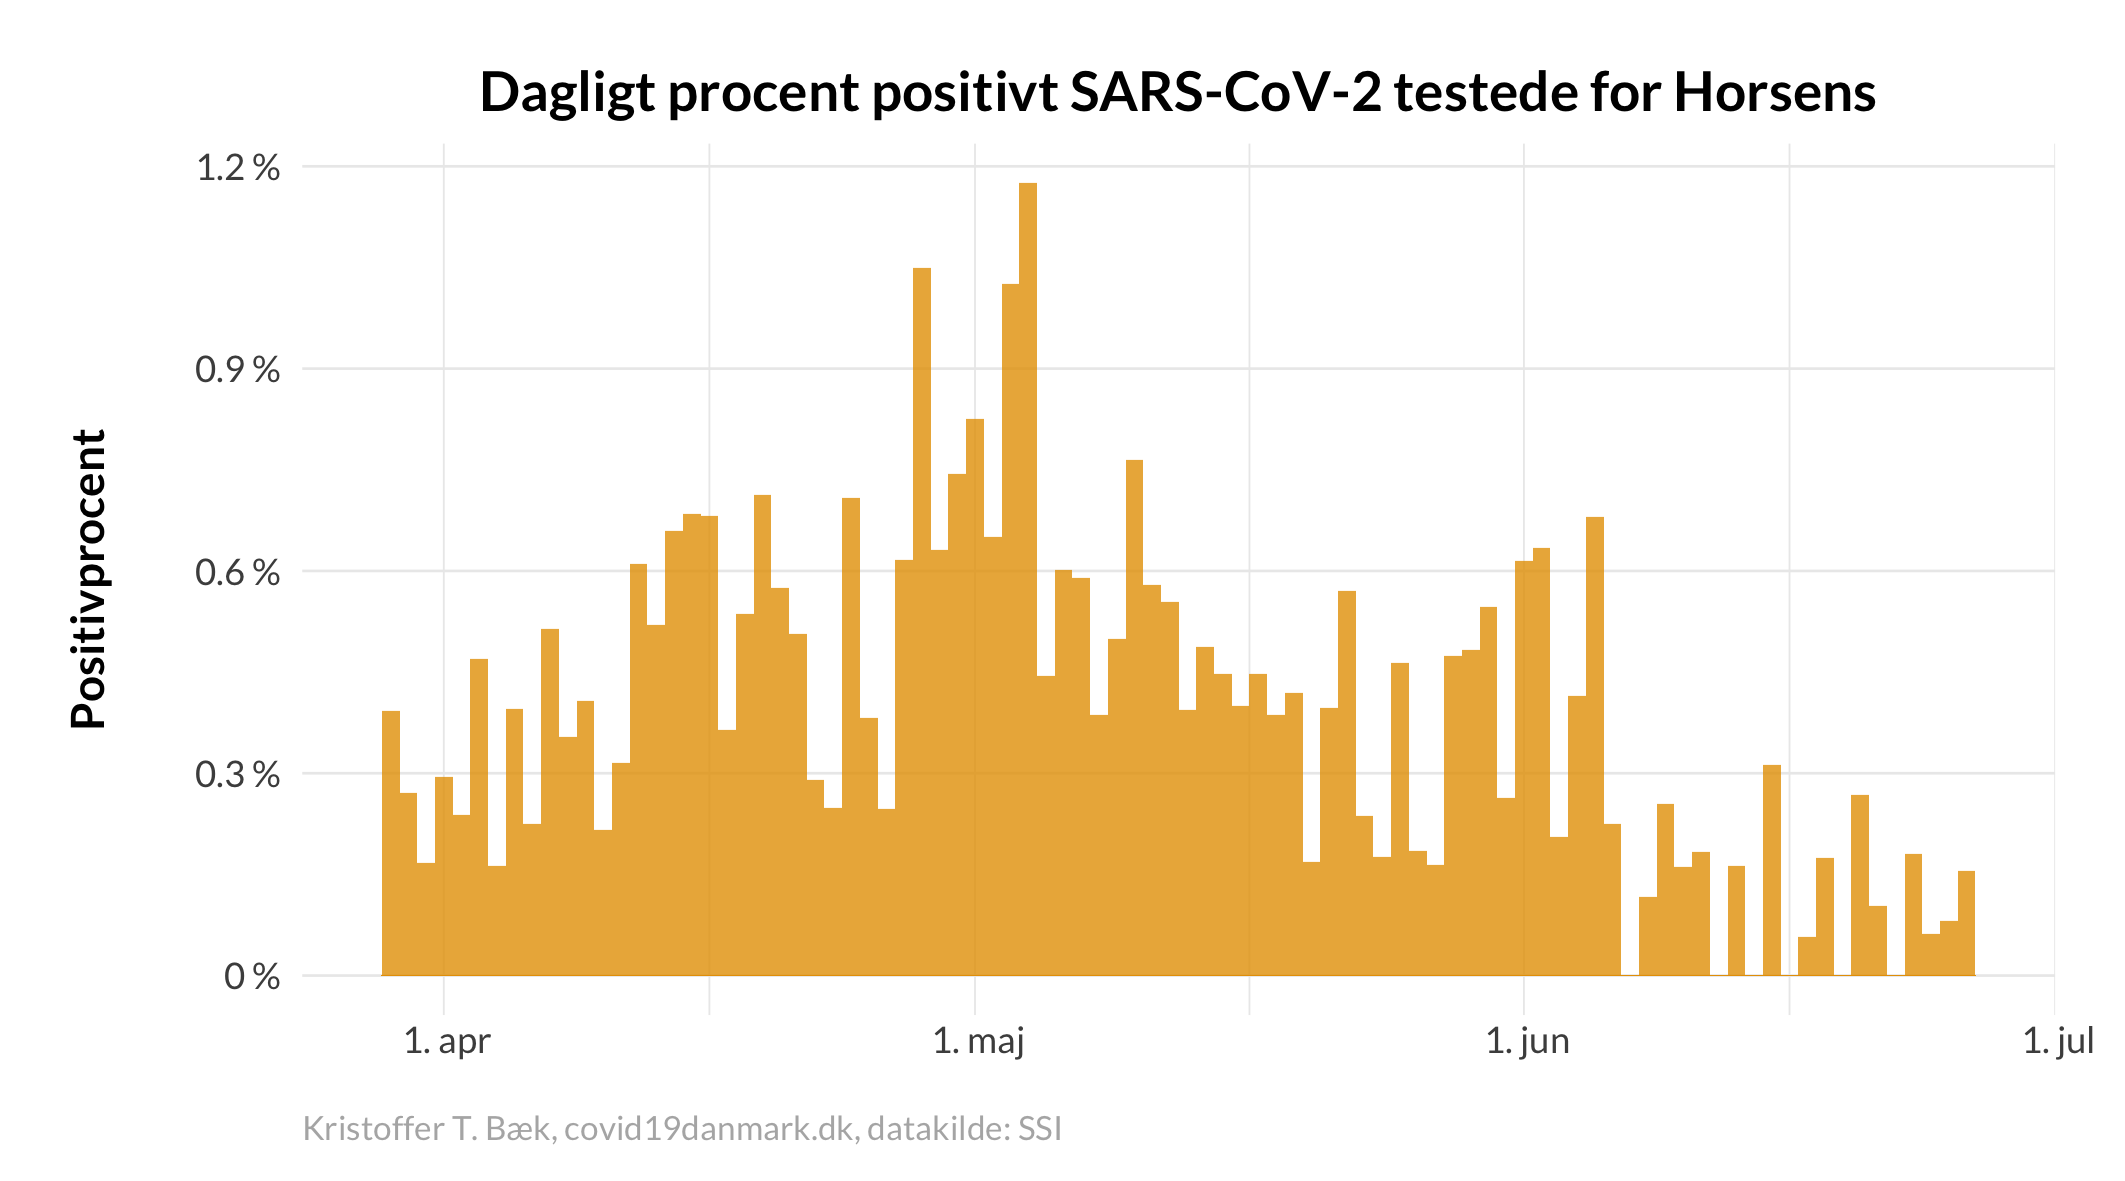 Dagligt procent positivt SARS-CoV-2 testede for Horsens
Positivprocent
1.2 %
0.9 %
0.6 %
0.3 %
0 %
1. apr
1. maj
1. jun
1. jul
Kristoffer T. Bæk, covid19danmark.dk, datakilde: SSI